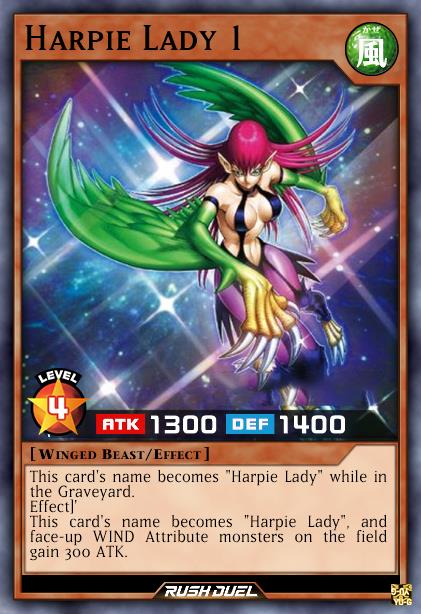 Harpie Lady 1
かぜ
風
LEVEL
4
ATK 1300 DEF 1400
[Winged Beast/Effect]
This card's name becomes "Harpie Lady" while in
the Graveyard.
Effect]'
This card's name becomes "Harpie Lady", and
face-up WIND Attribute monsters on the field
gain 300 ATK.
RUSH DUEL